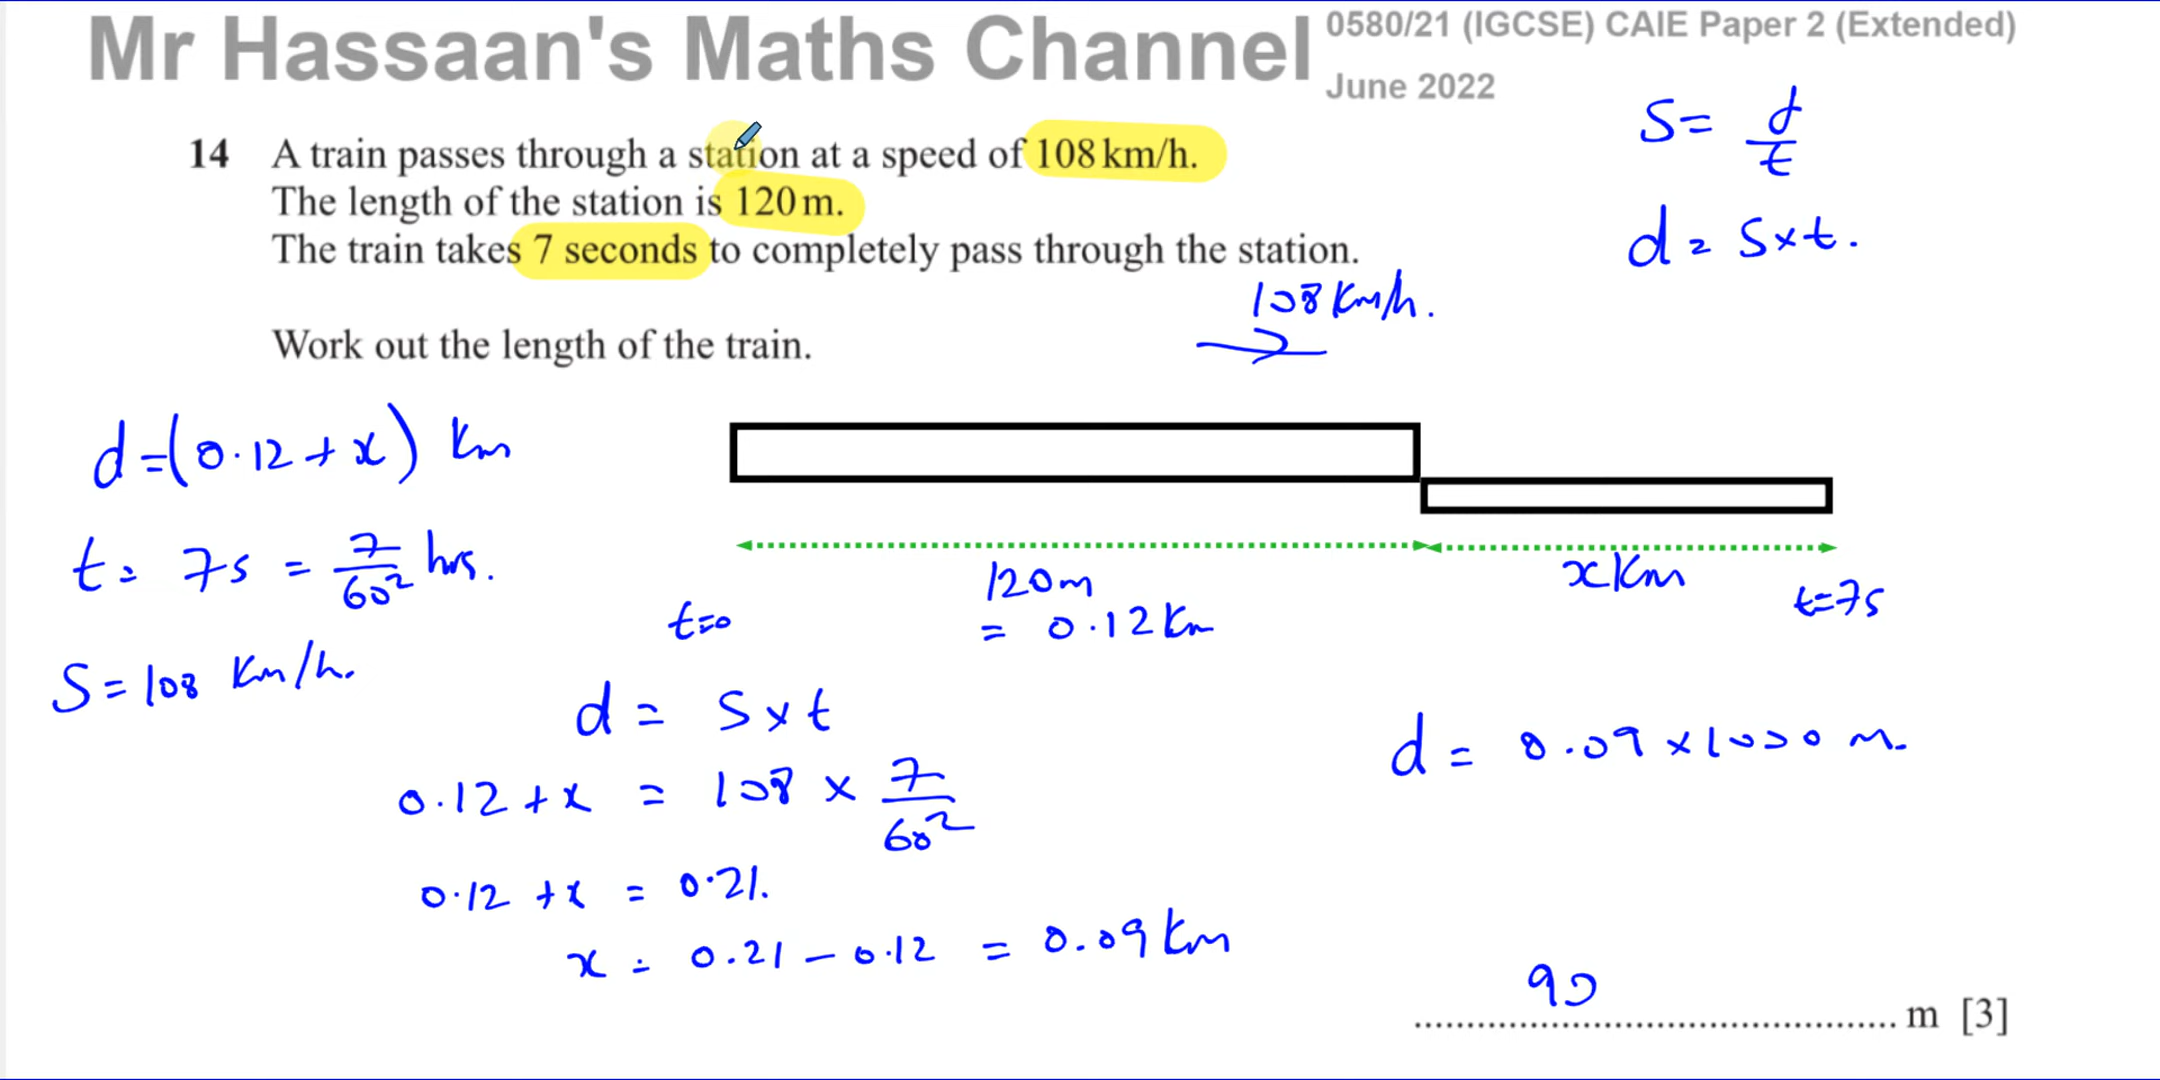 Mr Hassaan's Maths Channel
0580/21 (IGCSE) CAIE Paper 2 (Extended)
June 2022
14 A train passes through a station at a speed of 108 km/h.
The length of the station is 120 m.
The train takes 7 seconds to completely pass through the station.
Work out the length of the train.
S = d/t
d = S×t.
108 Km/h.
d = (0.12 + x) Km
t = 7s = 7/60² hrs.
S = 108 Km/h.
120m
= 0.12 Km
x Km
t=0
t=7s
d = S×t
0.12 + x = 108 × 7/60²
0.12 + x = 0.21.
x = 0.21 - 0.12 = 0.09 Km
d = 0.09 × 1000 m.
90
m [3]